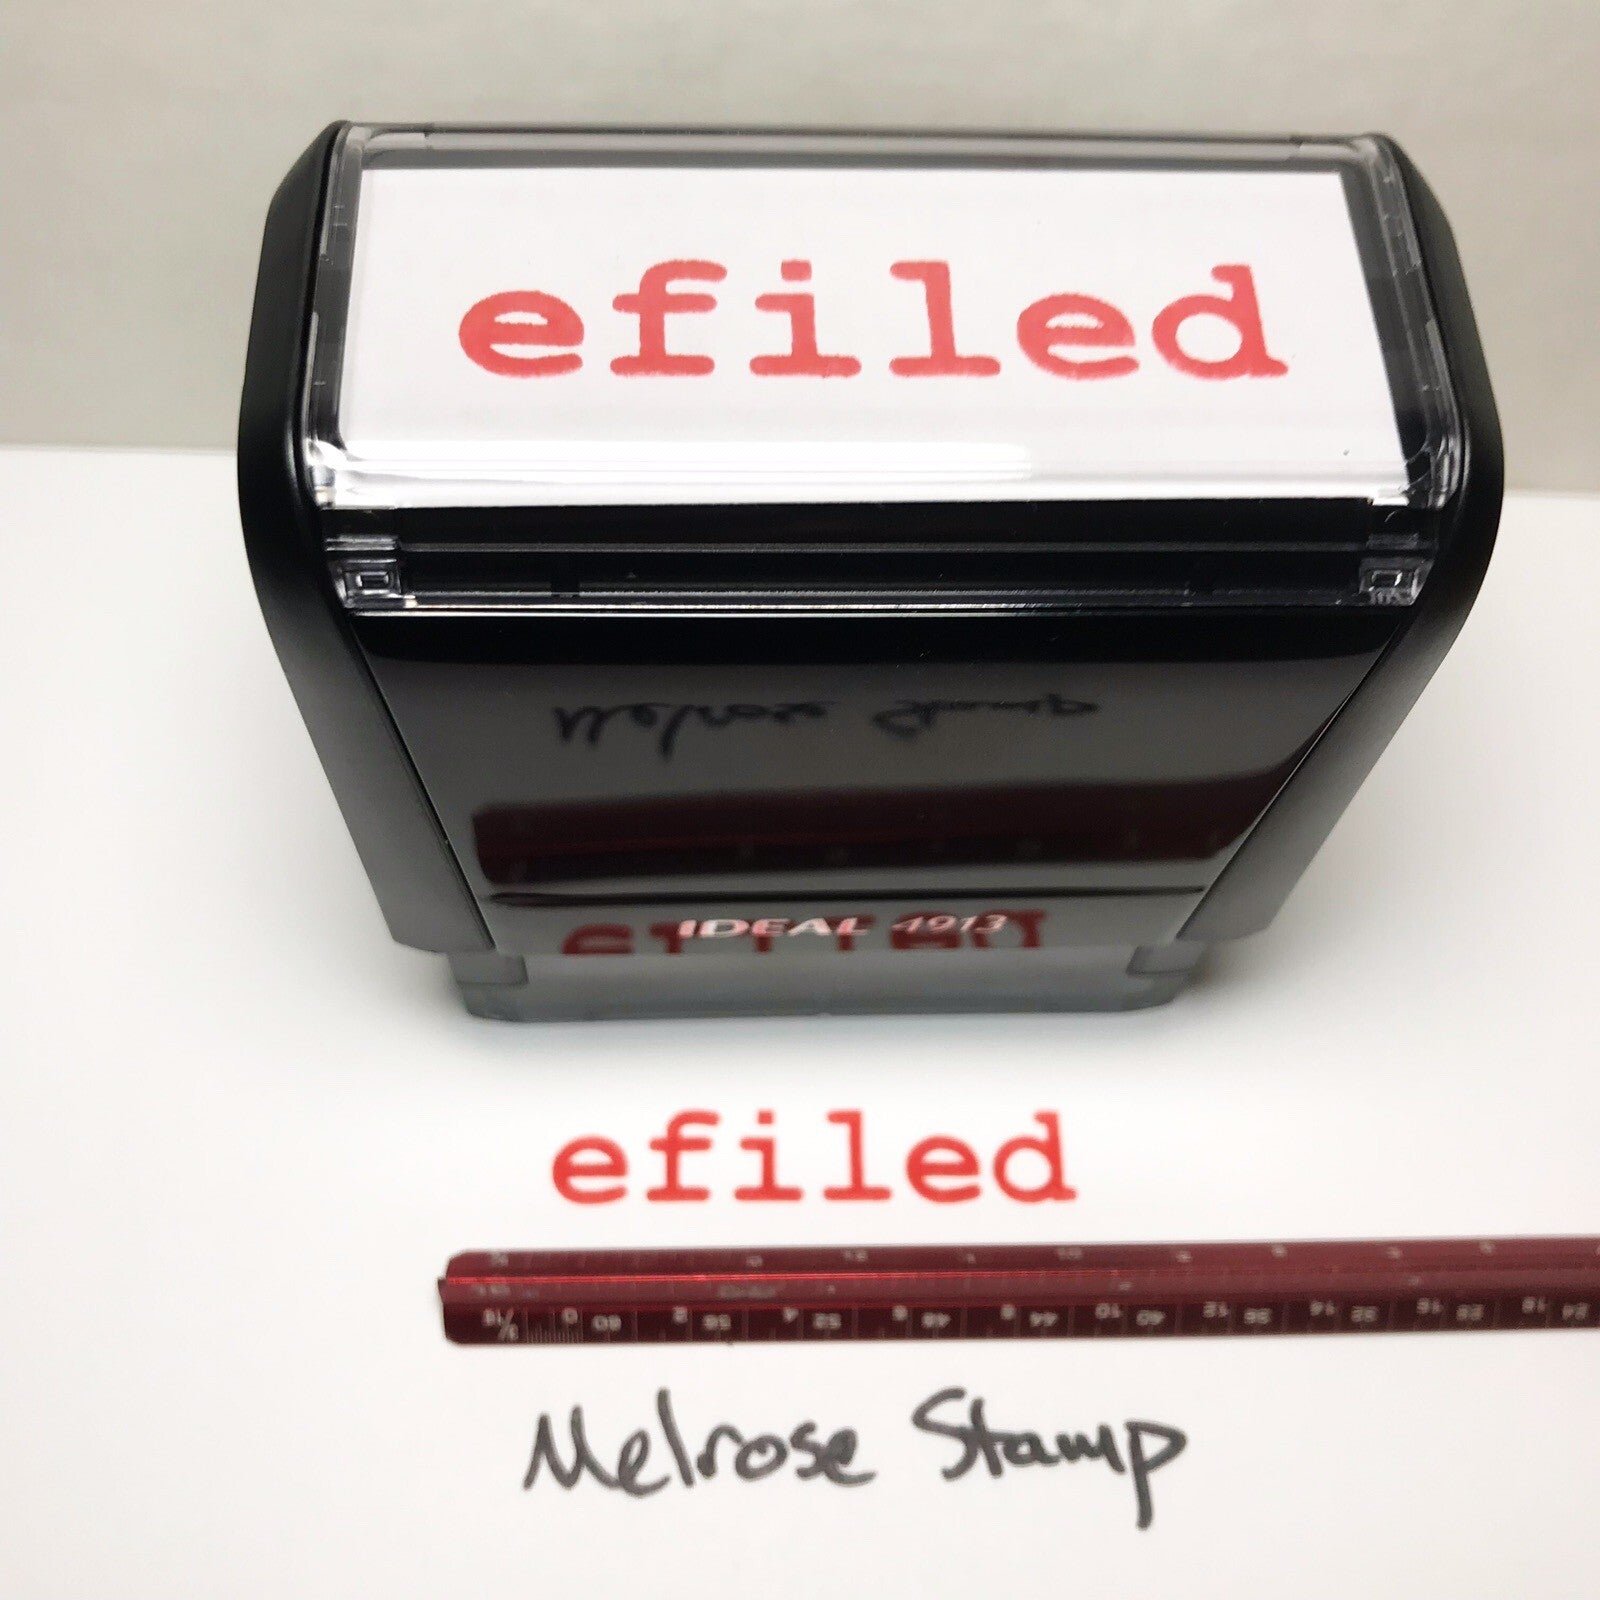 efiled
IDEAL 4913
efiled
Melrose Stamp